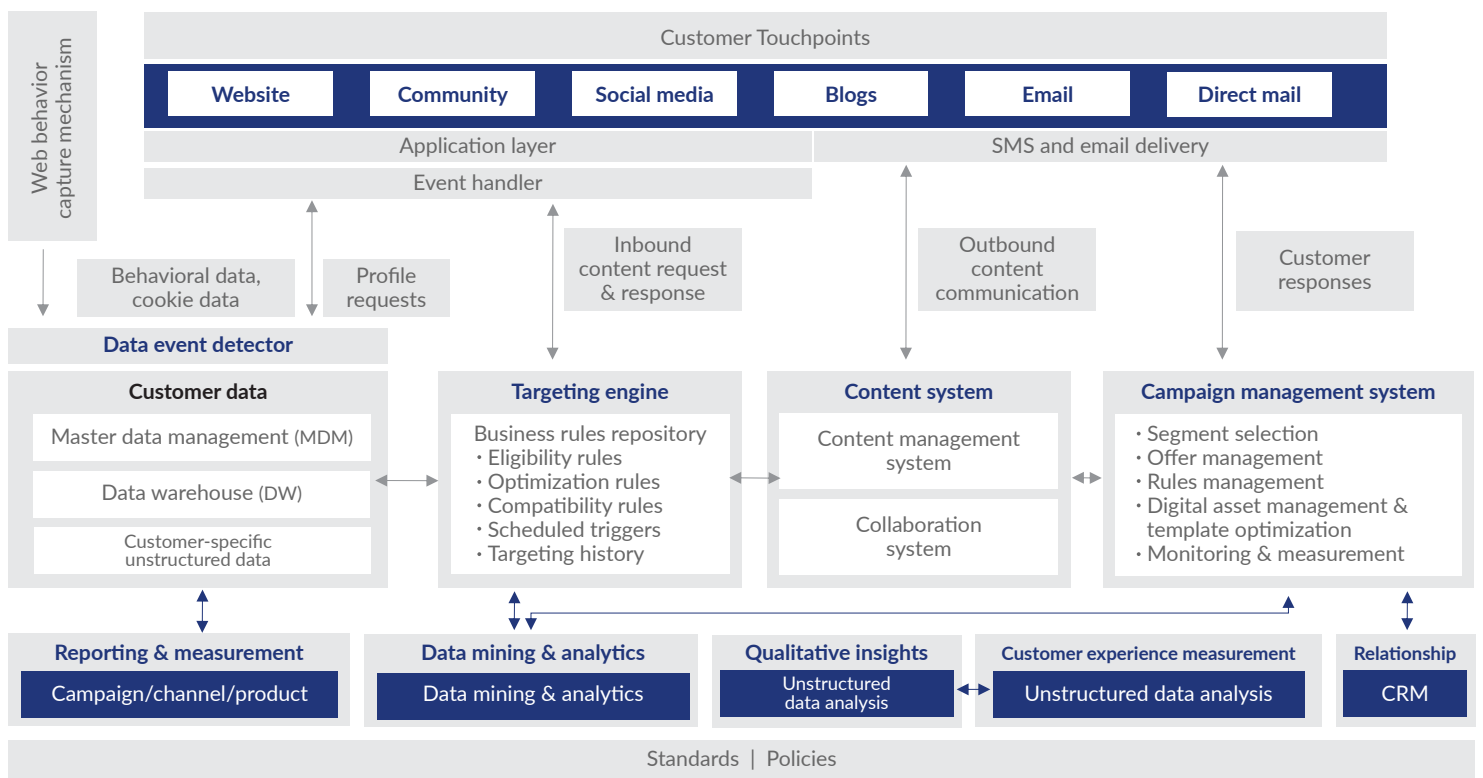 Web behavior
capture mechanism
Customer Touchpoints
Website
Community
Social media
Blogs
Email
Direct mail
Application layer
SMS and email delivery
Event handler
Behavioral data,
cookie data
Profile
requests
Inbound
content request
& response
Outbound
content
communication
Customer
responses
Data event detector
Customer data
Master data management (MDM)
Data warehouse (DW)
Customer-specific
unstructured data
Targeting engine
Business rules repository
· Eligibility rules
· Optimization rules
· Compatibility rules
· Scheduled triggers
· Targeting history
Content system
Content management
system
Collaboration
system
Campaign management system
· Segment selection
· Offer management
· Rules management
· Digital asset management &
template optimization
· Monitoring & measurement
Reporting & measurement
Campaign/channel/product
Data mining & analytics
Data mining & analytics
Qualitative insights
Unstructured
data analysis
Customer experience measurement
Unstructured data analysis
Relationship
CRM
Standards | Policies